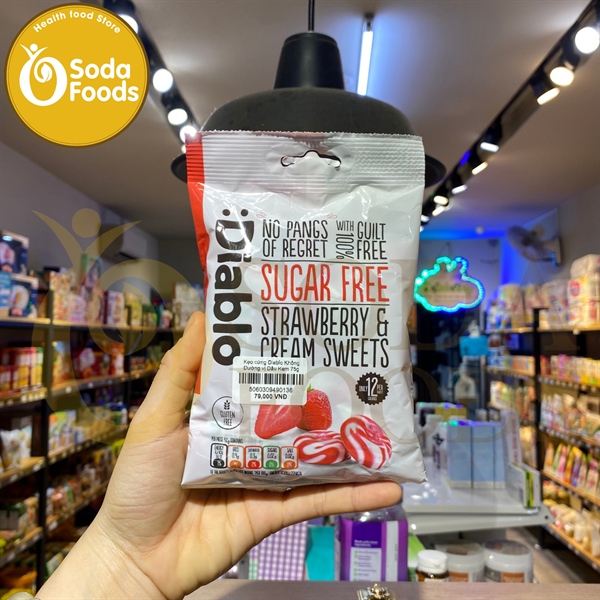 Health food Store
Soda
Foods
:Diablo
NO PANGS
OF REGRET
WITH
100%
GUILT
FREE
SUGAR FREE
STRAWBERRY &
CREAM SWEETS
Kẹo cứng Diablo Không
Đường vị Dâu Kem 75g
79,000 VND
12
GLUTEN
FREE